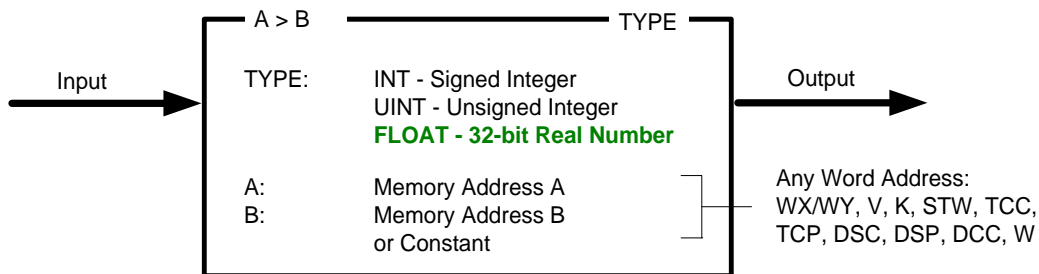 A > B TYPE
Input
Output
TYPE: INT - Signed Integer
UINT - Unsigned Integer
FLOAT - 32-bit Real Number
A: Memory Address A
B: Memory Address B
or Constant
Any Word Address:
WX/WY, V, K, STW, TCC,
TCP, DSC, DSP, DCC, W